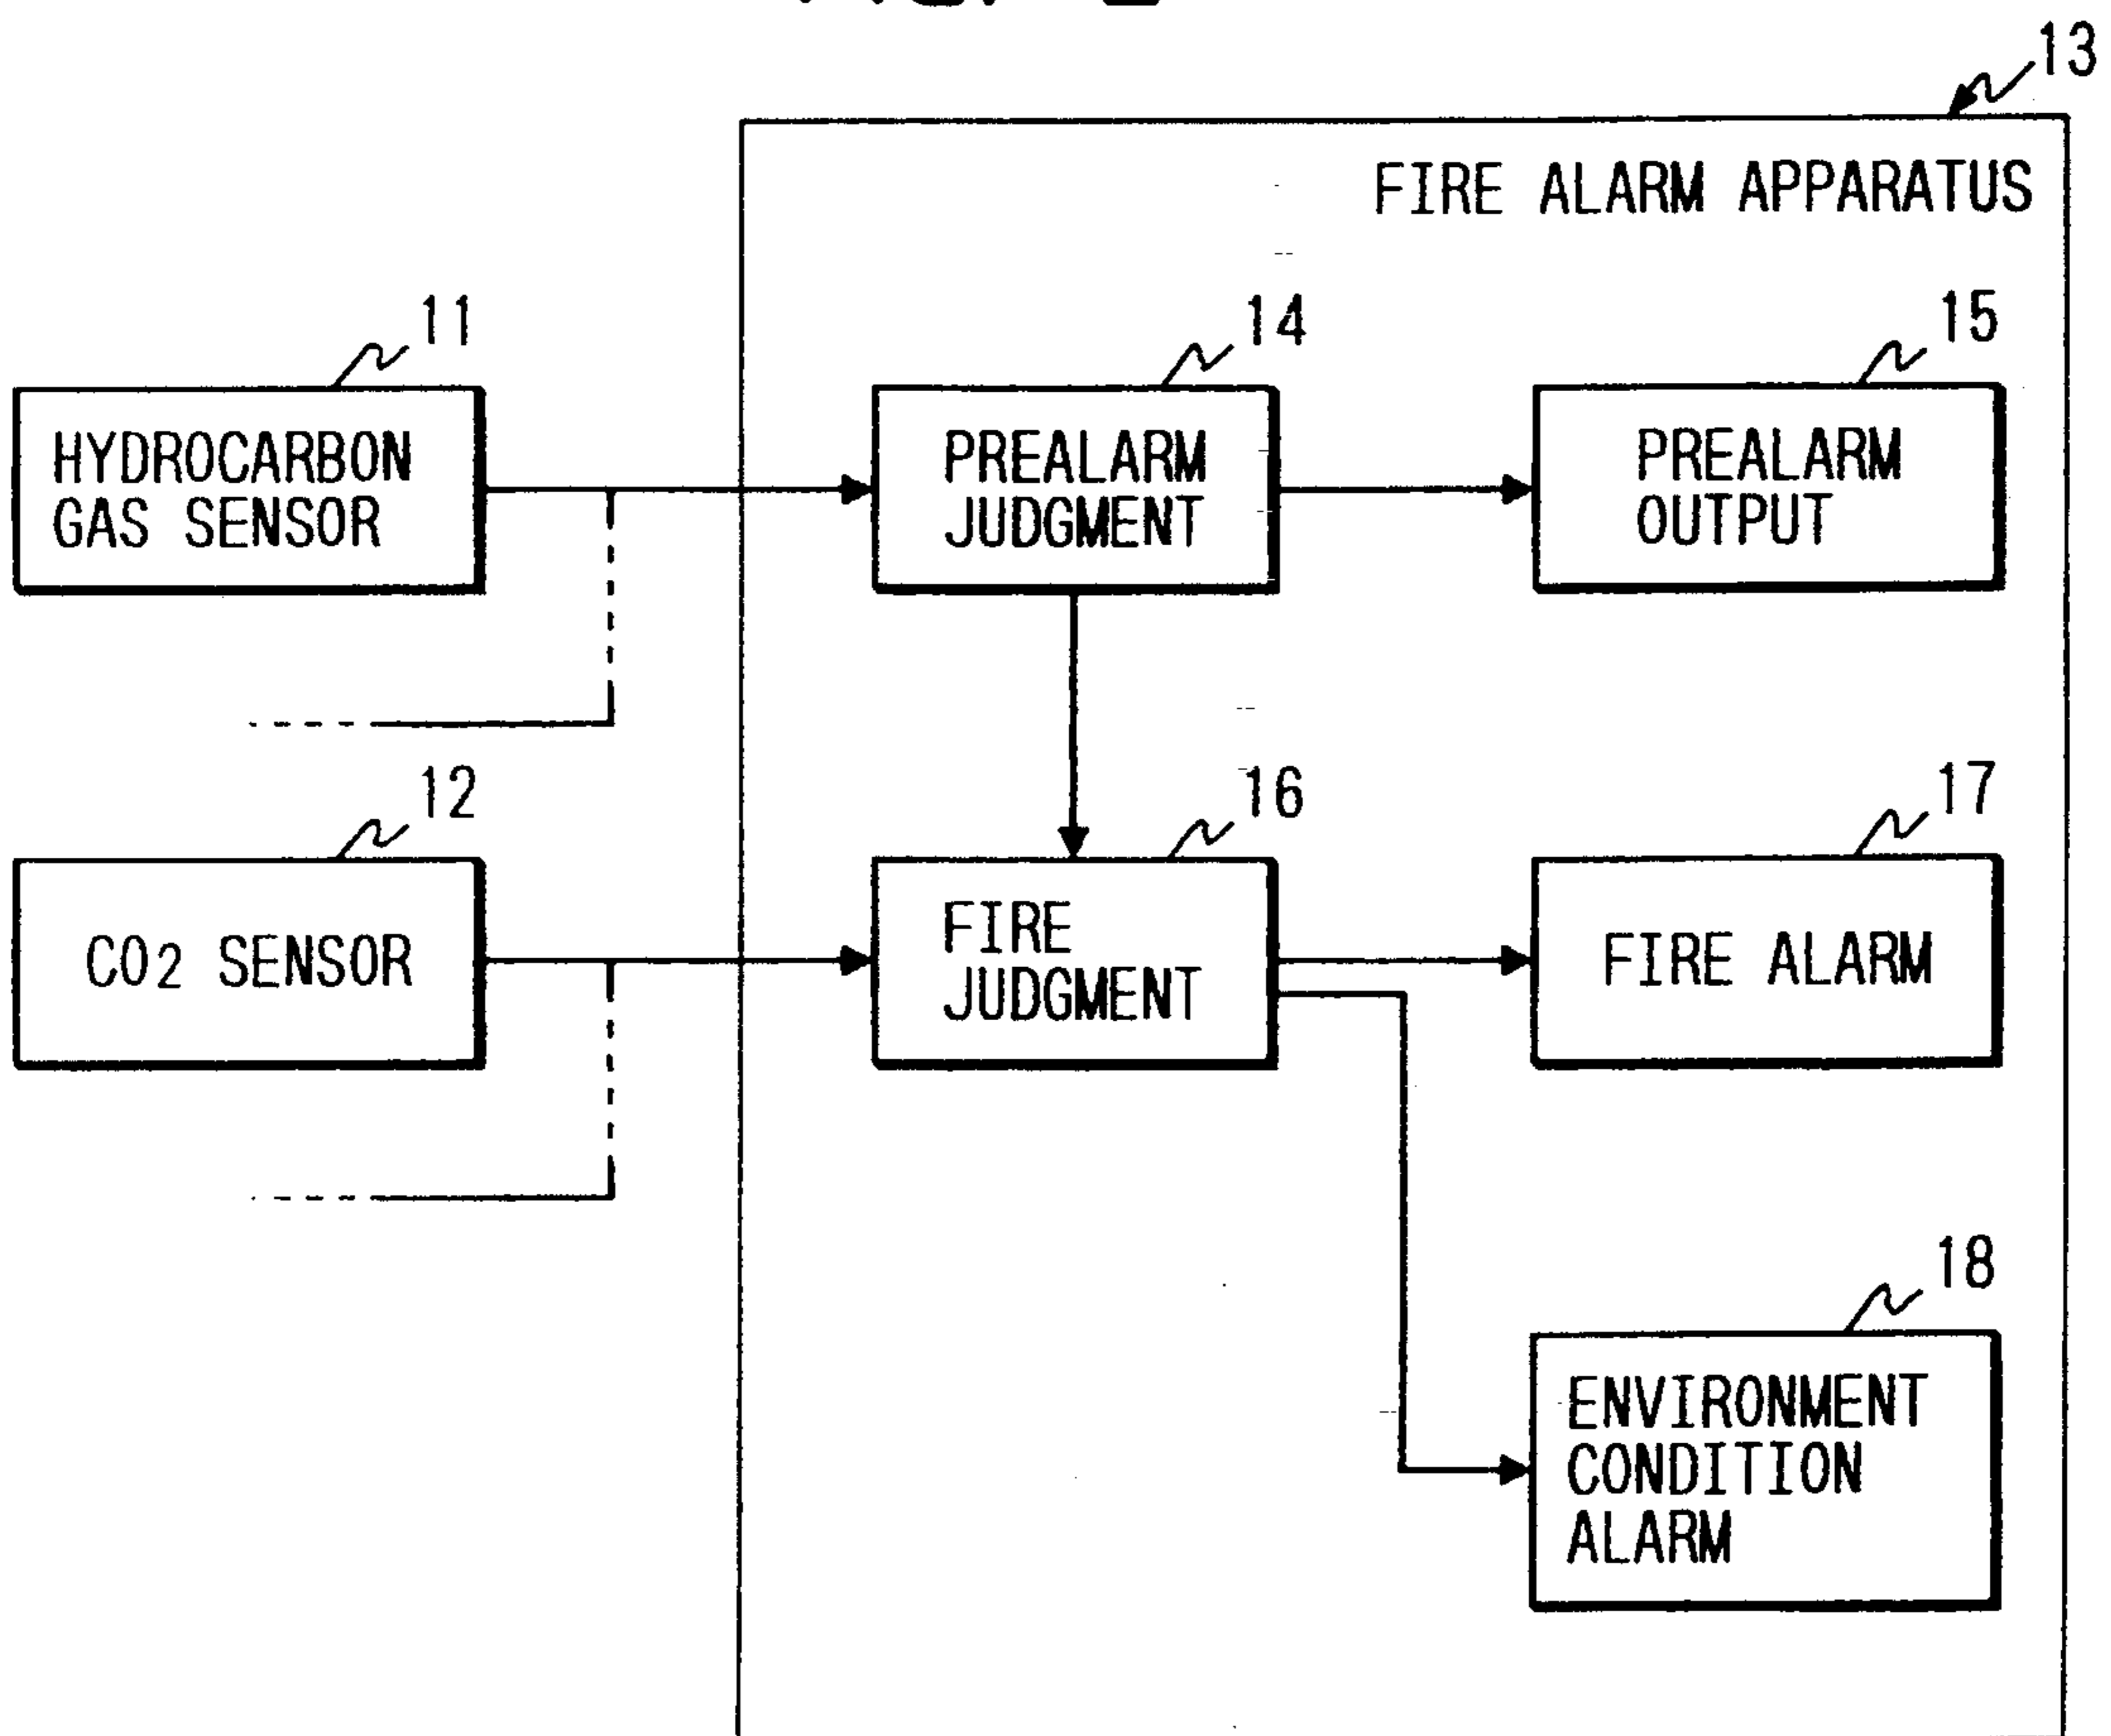 13
FIRE ALARM APPARATUS
11
14
15
HYDROCARBON
GAS SENSOR
PREALARM
JUDGMENT
PREALARM
OUTPUT
12
16
17
CO2 SENSOR
FIRE
JUDGMENT
FIRE ALARM
18
ENVIRONMENT
CONDITION
ALARM